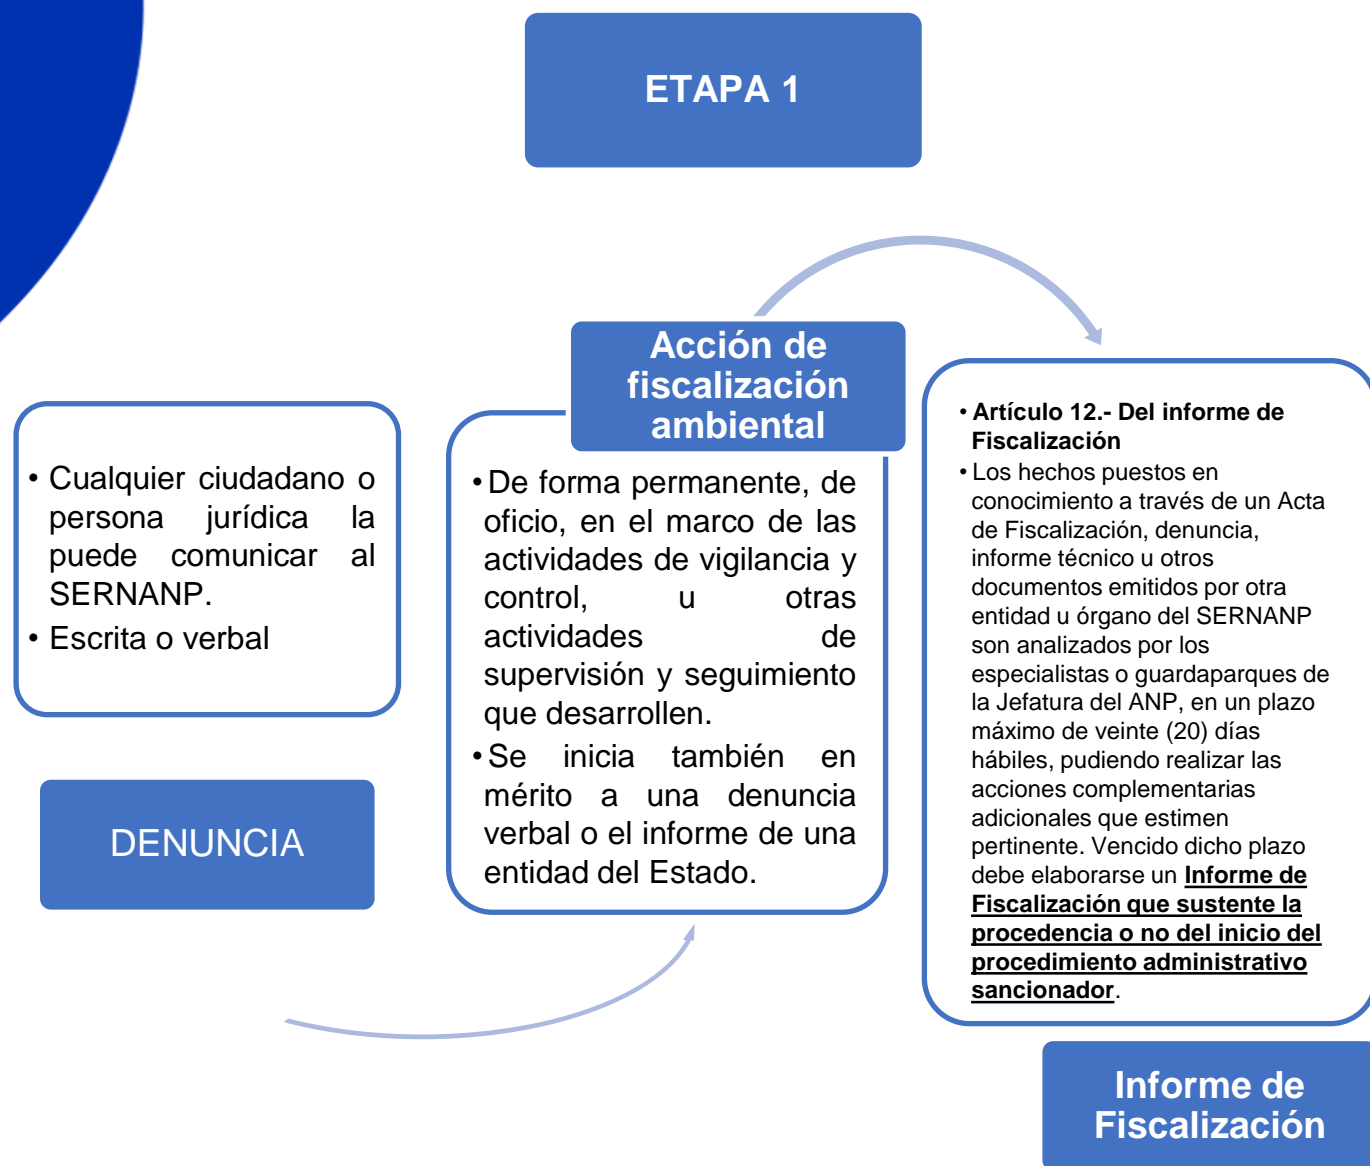 ETAPA 1
• Cualquier ciudadano o
persona jurídica la
puede comunicar al
SERNANP.
• Escrita o verbal
DENUNCIA
Acción de
fiscalización
ambiental
• De forma permanente, de
oficio, en el marco de las
actividades de vigilancia y
control, u otras
actividades de
supervisión y seguimiento
que desarrollen.
• Se inicia también en
mérito a una denuncia
verbal o el informe de una
entidad del Estado.
• Artículo 12.- Del informe de
Fiscalización
• Los hechos puestos en
conocimiento a través de un Acta
de Fiscalización, denuncia,
informe técnico u otros
documentos emitidos por otra
entidad u órgano del SERNANP
son analizados por los
especialistas o guardaparques de
la Jefatura del ANP, en un plazo
máximo de veinte (20) días
hábiles, pudiendo realizar las
acciones complementarias
adicionales que estimen
pertinente. Vencido dicho plazo
debe elaborarse un Informe de
Fiscalización que sustente la
procedencia o no del inicio del
procedimiento administrativo
sancionador.
Informe de
Fiscalización